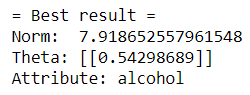 = Best result =
Norm:  7.918652557961548
Theta: [[0.54298689]]
Attribute: alcohol